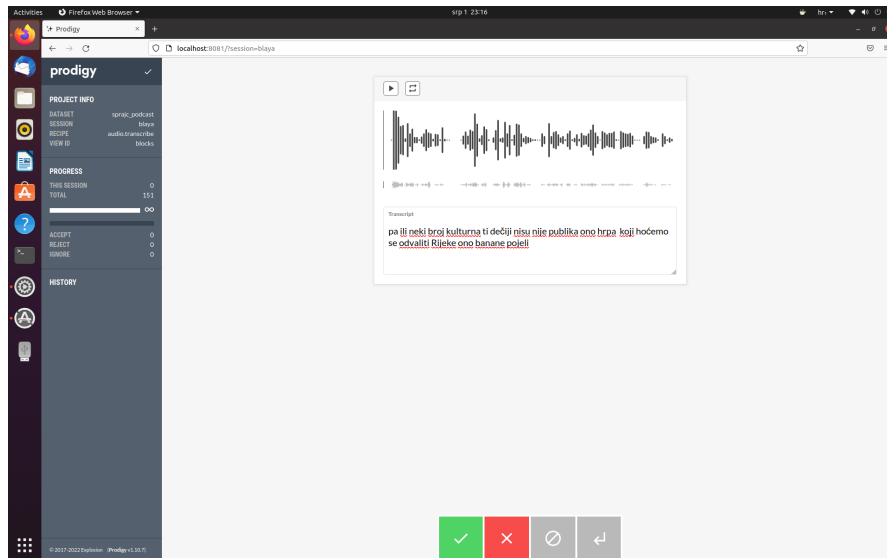 Activities
Firefox Web Browser
srp 1 23:16
hr₁
Prodigy
localhost:8081/?session=blaya
prodigy
PROJECT INFO
DATASET sprajc_podcast
SESSION blaya
RECIPE audio.transcribe
VIEW ID blocks
PROGRESS
THIS SESSION 0
TOTAL 151
∞
ACCEPT 0
REJECT 0
IGNORE 0
HISTORY
© 2017-2022 Explosion (Prodigy v1.10.7)
Transcript
pa ili neki broj kulturna ti dečiji nisu nije publika ono hrpa koji hoćemo
se odvaliti Rijeke ono banane pojeli